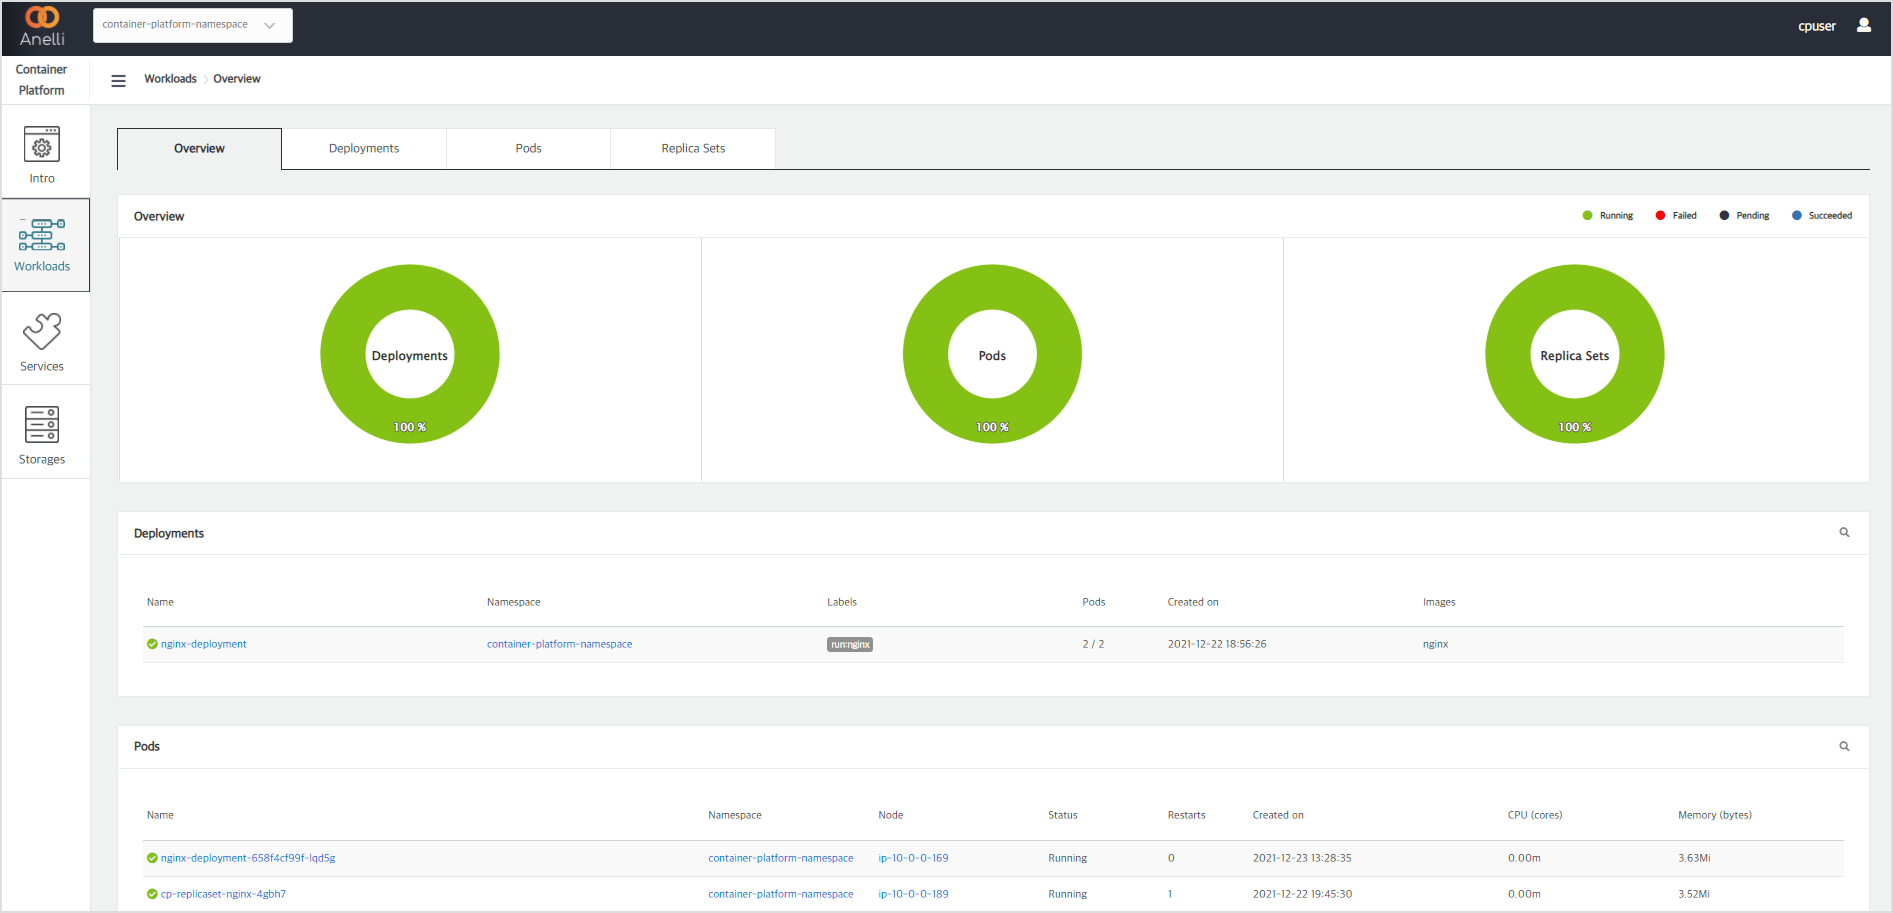 Anelli
container-platform-namespace
cpuser
Container
Platform
Workloads Overview
Intro
Workloads
Services
Storages
Overview Deployments Pods Replica Sets
Overview
Running Failed Pending Succeeded
Deployments
100 %
Pods
100 %
Replica Sets
100 %
Deployments
Name Namespace Labels Pods Created on Images
nginx-deployment container-platform-namespace run:nginx 2 / 2 2021-12-22 18:56:26 nginx
Pods
Name Namespace Node Status Restarts Created on CPU (cores) Memory (bytes)
nginx-deployment-658f4cf99f-lqd5g container-platform-namespace ip-10-0-0-169 Running 0 2021-12-23 13:28:35 0.00m 3.63Mi
cp-replicaset-nginx-4gbh7 container-platform-namespace ip-10-0-0-189 Running 1 2021-12-22 19:45:30 0.00m 3.52Mi